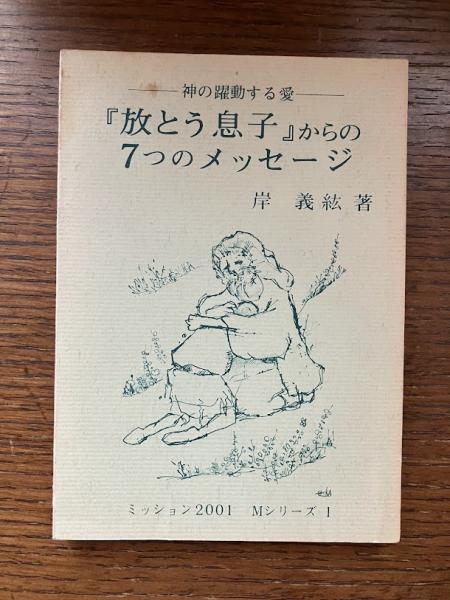 ――神の躍動する愛――
『放とう息子』からの
7つのメッセージ
岸 義紘 著
ミッション2001 Mシリーズ 1